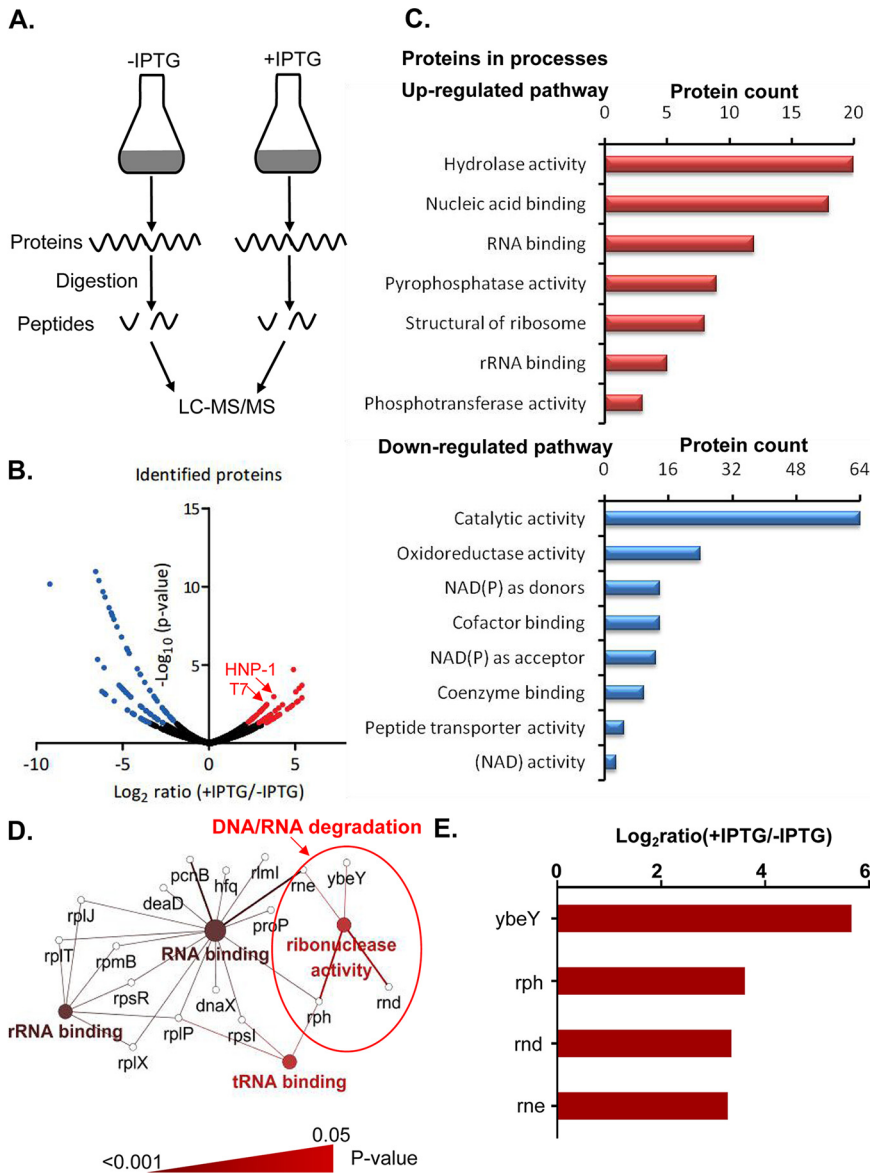 A.
-IPTG
+IPTG
Proteins
Digestion
Peptides
LC-MS/MS
B.
Identified proteins
-Log10 (p-value)
15
10
5
HNP-1
T7
-10
-5
0
5
Log2 ratio (+IPTG/-IPTG)
C.
Proteins in processes
Up-regulated pathway
Protein count
0 5 10 15 20
Hydrolase activity
Nucleic acid binding
RNA binding
Pyrophosphatase activity
Structural of ribosome
rRNA binding
Phosphotransferase activity
Down-regulated pathway
Protein count
0 16 32 48 64
Catalytic activity
Oxidoreductase activity
NAD(P) as donors
Cofactor binding
NAD(P) as acceptor
Coenzyme binding
Peptide transporter activity
(NAD) activity
D.
DNA/RNA degradation
pcnB
hfq
rlmI
rne
ybeY
deaD
rplJ
proP
RNA binding
ribonuclease
activity
rplT
rpmB
rpsR
dnaX
rnd
rph
rRNA binding
rplP
rpsI
rplX
tRNA binding
<0.001
0.05
P-value
E.
Log2ratio(+IPTG/-IPTG)
0 2 4 6
ybeY
rph
rnd
rne